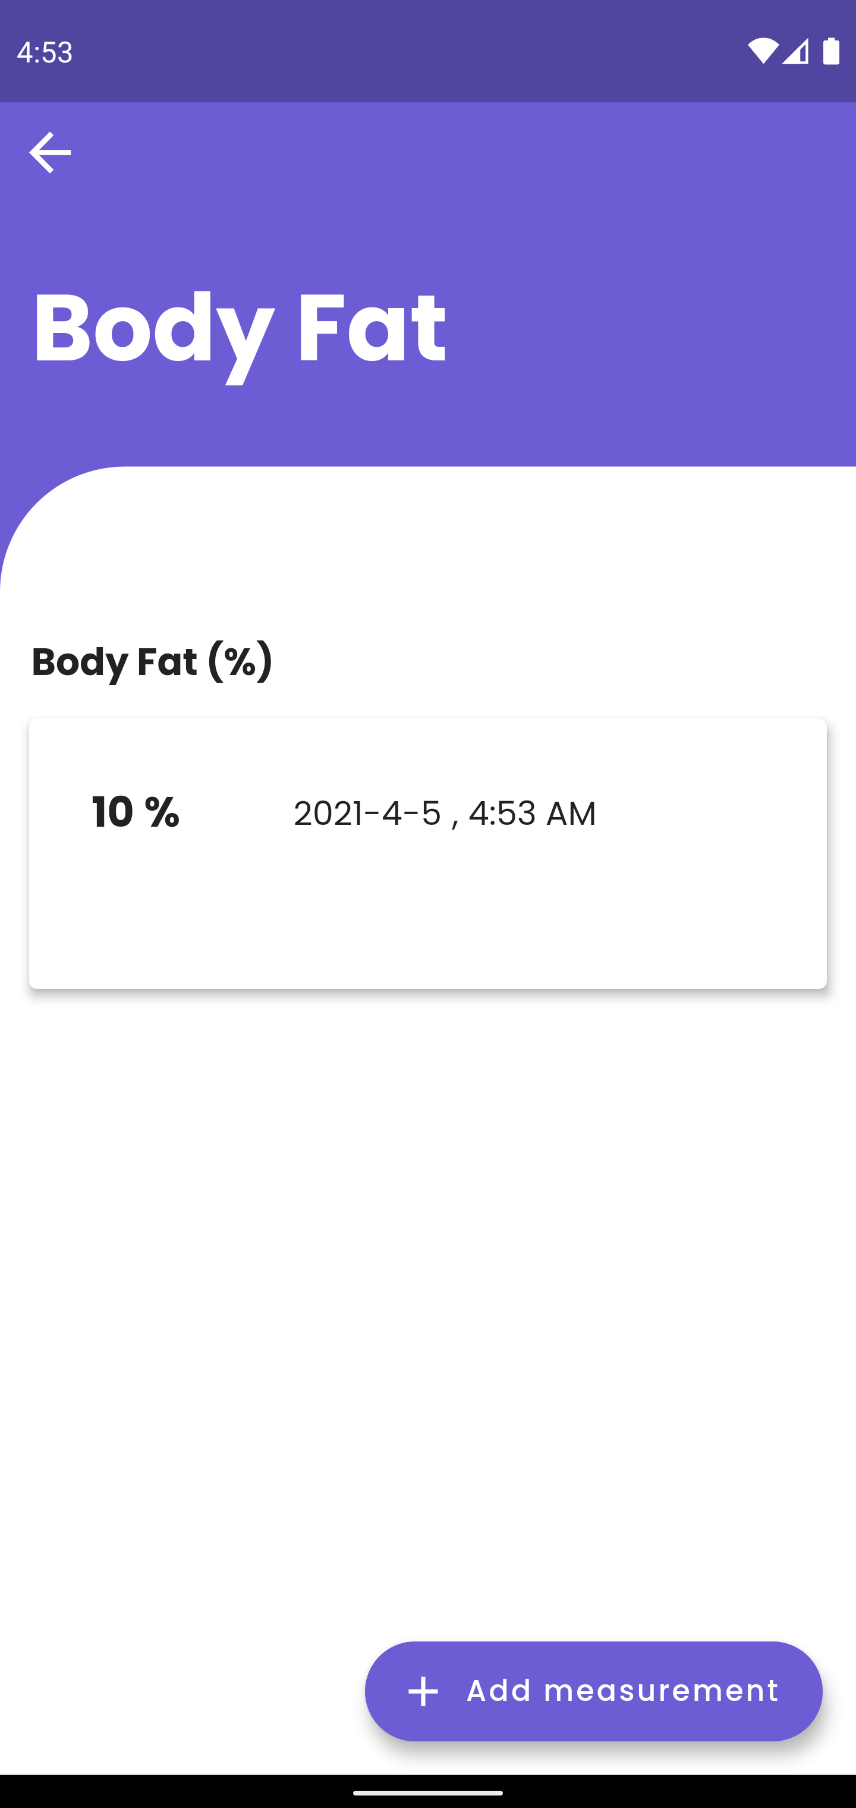 4:53
Body Fat
Body Fat (%)
10 % 2021-4-5 , 4:53 AM
Add measurement